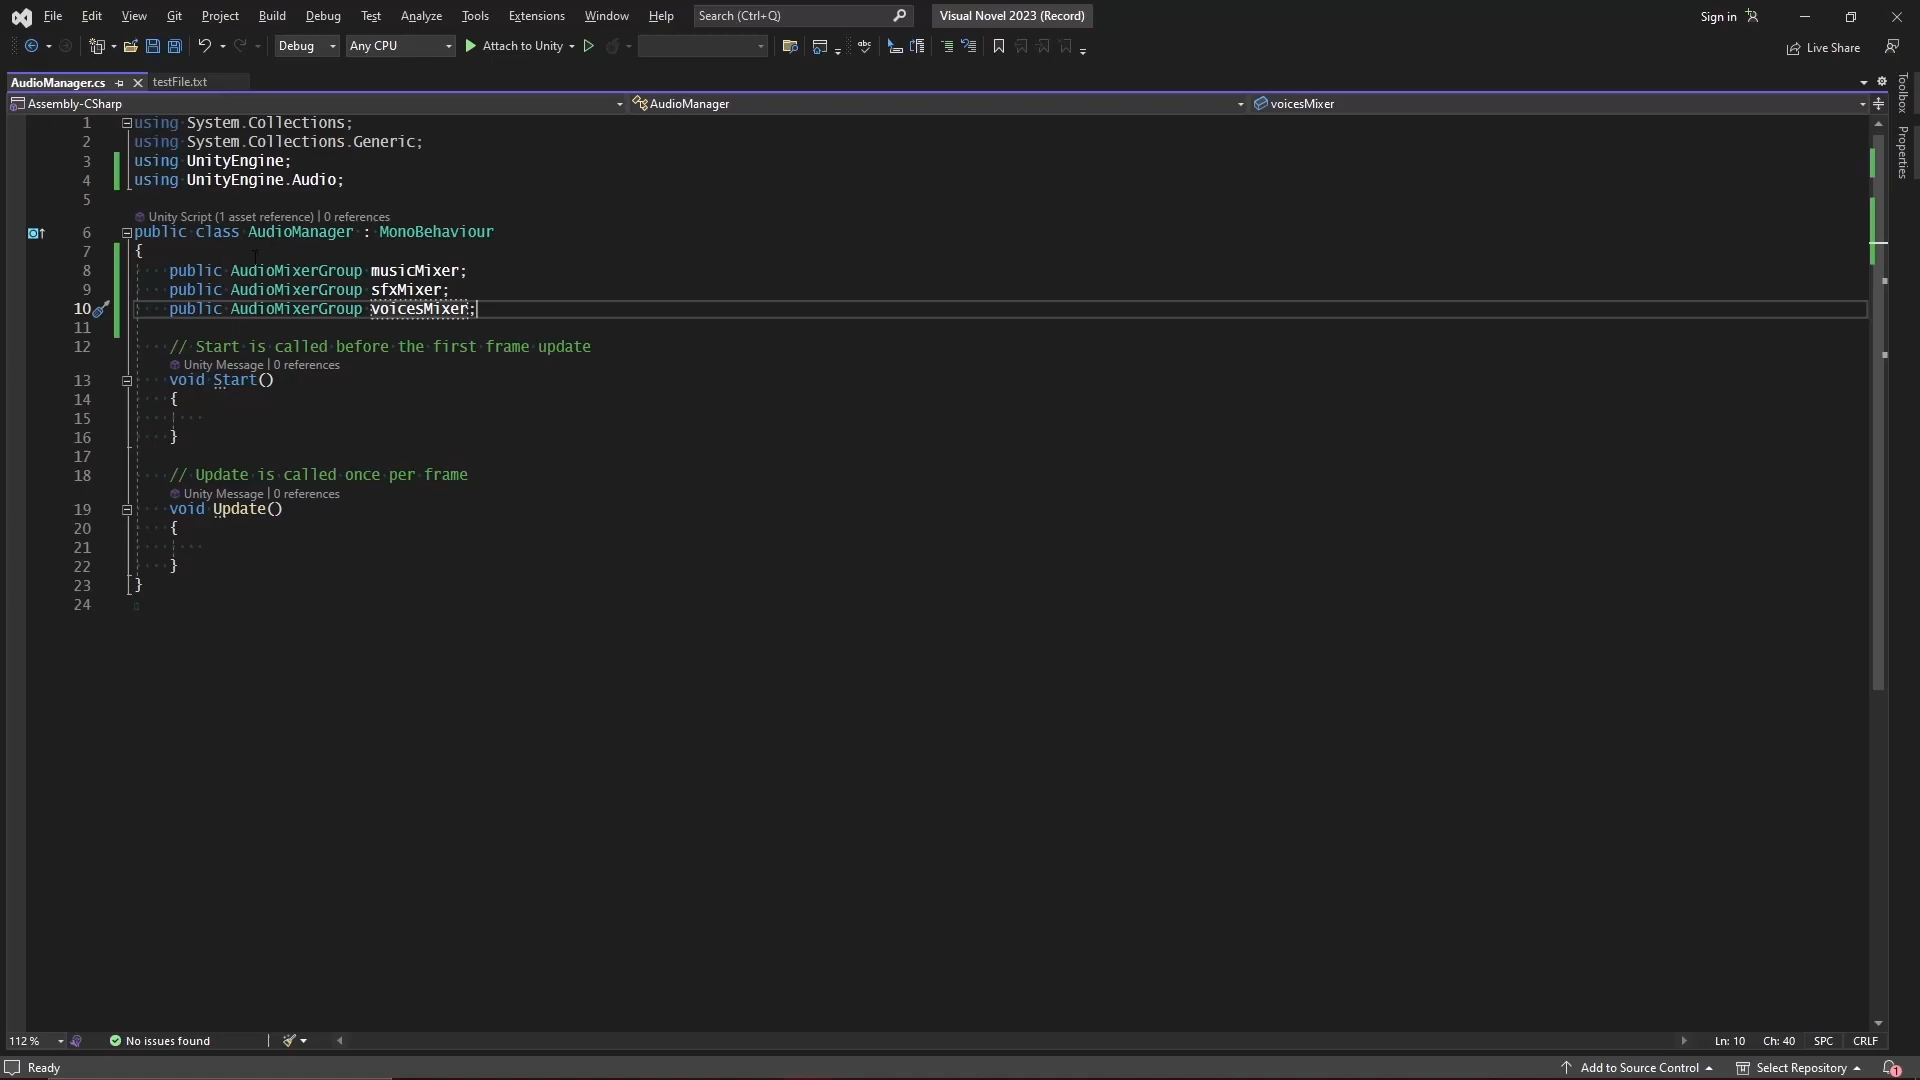 File Edit View Git Project Build Debug Test Analyze Tools Extensions Window Help Search (Ctrl+Q) Visual Novel 2023 (Record) Sign in
Debug Any CPU Attach to Unity abc Live Share
AudioManager.cs testFile.txt
Assembly-CSharp AudioManager voicesMixer
Toolbox
Properties
1 using System.Collections;
2 using System.Collections.Generic;
3 using UnityEngine;
4 using UnityEngine.Audio;
5
Unity Script (1 asset reference) | 0 references
6 public class AudioManager : MonoBehaviour
7 {
8 public AudioMixerGroup musicMixer;
9 public AudioMixerGroup sfxMixer;
10 public AudioMixerGroup voicesMixer;
11
12 // Start is called before the first frame update
Unity Message | 0 references
13 void Start()
14 {
15
16 }
17
18 // Update is called once per frame
Unity Message | 0 references
19 void Update()
20 {
21
22 }
23 }
24
112 % No issues found Ln: 10 Ch: 40 SPC CRLF
Ready Add to Source Control Select Repository 1